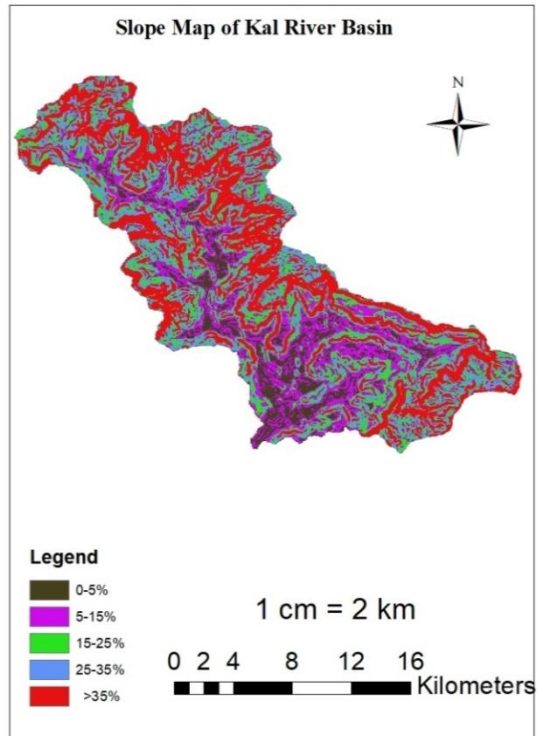 Slope Map of Kal River Basin
N
Legend
0-5%
5-15%
15-25%
25-35%
>35%
1 cm = 2 km
0 2 4 8 12 16
Kilometers